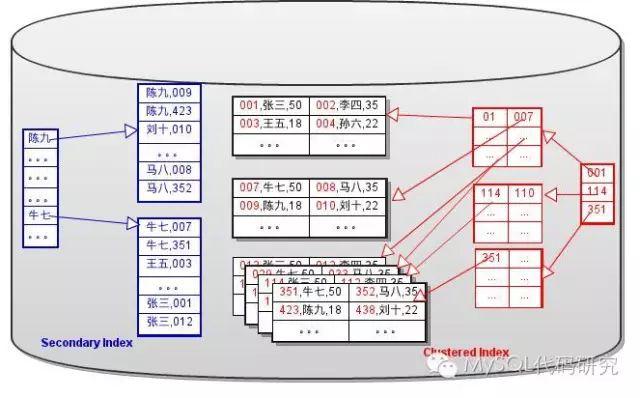 陈九
。。。
。。。
。。。
牛七
。。。
陈九,009
陈九,423
刘十,010
。。。
马八,008
马八,352
牛七,007
牛七,351
王五,003
。。。
张三,001
张三,012
Secondary Index
001,张三,50 002,李四,35
003,王五,18 004,孙六,22
。。。 。。。
007,牛七,50 008,马八,35
009,陈九,18 010,刘十,22
。。。 。。。
351,牛七,50 352,马八,35
423,陈九,18 438,刘十,22
。。。 。。。
01 007
... ...
... ...
114 110
... ...
... ...
351 ...
... ...
... ...
001
114
351
Clustered Index
MySQL代码研究